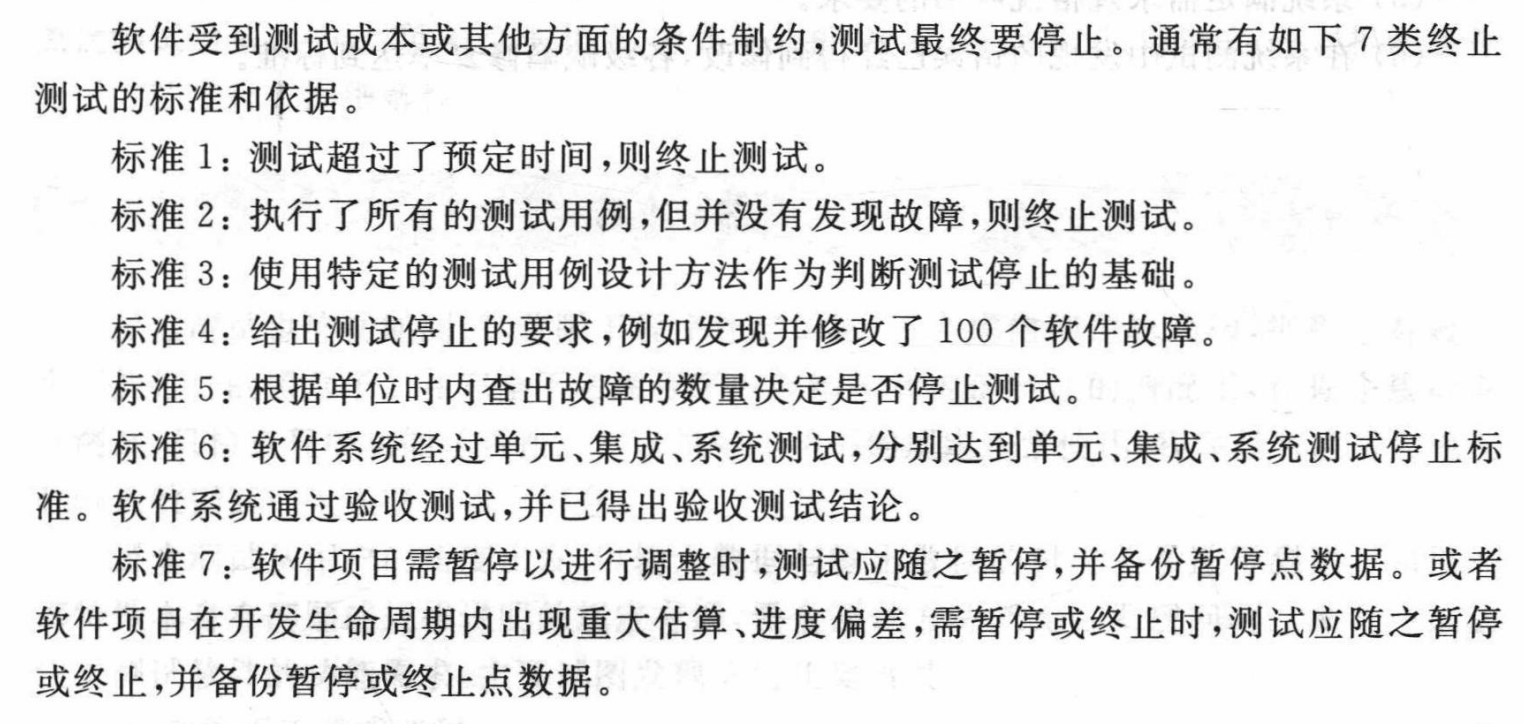 软件受到测试成本或其他方面的条件制约,测试最终要停止。通常有如下 7 类终止
测试的标准和依据。
标准 1: 测试超过了预定时间,则终止测试。
标准 2: 执行了所有的测试用例,但并没有发现故障,则终止测试。
标准 3: 使用特定的测试用例设计方法作为判断测试停止的基础。
标准 4: 给出测试停止的要求,例如发现并修改了 100 个软件故障。
标准 5: 根据单位时内查出故障的数量决定是否停止测试。
标准 6: 软件系统经过单元、集成、系统测试,分别达到单元、集成、系统测试停止标
准。软件系统通过验收测试,并已得出验收测试结论。
标准 7: 软件项目需暂停以进行调整时,测试应随之暂停,并备份暂停点数据。或者
软件项目在开发生命周期内出现重大估算、进度偏差,需暂停或终止时,测试应随之暂停
或终止,并备份暂停或终止点数据。